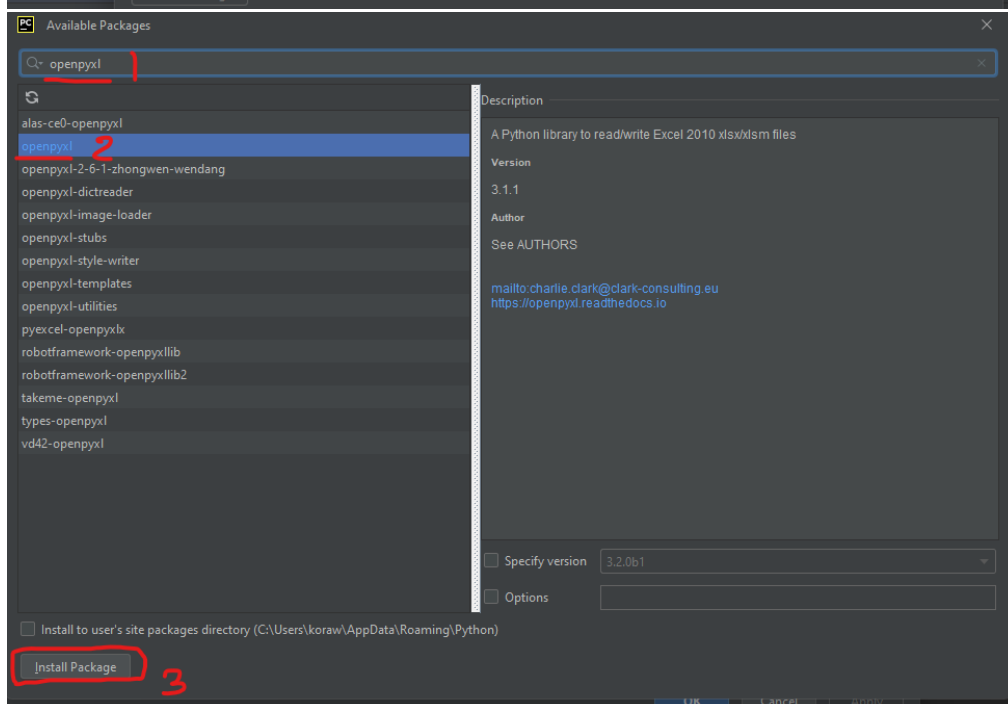 PC Available Packages
openpyxl 1
Description
alas-ce0-openpyxl
openpyxl 2
openpyxl-2-6-1-zhongwen-wendang
openpyxl-dictreader
openpyxl-image-loader
openpyxl-stubs
openpyxl-style-writer
openpyxl-templates
openpyxl-utilities
pyexcel-openpyxlx
robotframework-openpyxllib
robotframework-openpyxllib2
takeme-openpyxl
types-openpyxl
vd42-openpyxl
A Python library to read/write Excel 2010 xlsx/xlsm files
Version
3.1.1
Author
See AUTHORS
mailto:charlie.clark@clark-consulting.eu
https://openpyxl.readthedocs.io
Specify version 3.2.0b1
Options
Install to user's site packages directory (C:\Users\koraw\AppData\Roaming\Python)
Install Package 3
OK Cancel Apply